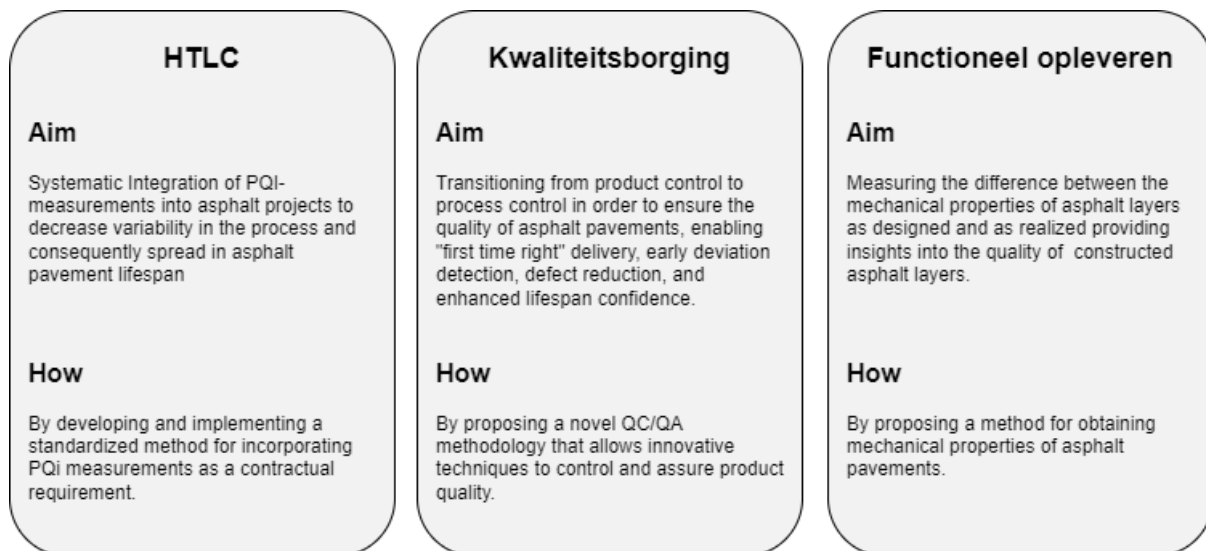 HTLC
Aim
Systematic Integration of PQI-
measurements into asphalt projects to
decrease variability in the process and
consequently spread in asphalt
pavement lifespan
How
By developing and implementing a
standardized method for incorporating
PQi measurements as a contractual
requirement.
Kwaliteitsborging
Aim
Transitioning from product control to
process control in order to ensure the
quality of asphalt pavements, enabling
"first time right" delivery, early deviation
detection, defect reduction, and
enhanced lifespan confidence.
How
By proposing a novel QC/QA
methodology that allows innovative
techniques to control and assure product
quality.
Functioneel opleveren
Aim
Measuring the difference between the
mechanical properties of asphalt layers
as designed and as realized providing
insights into the quality of constructed
asphalt layers.
How
By proposing a method for obtaining
mechanical properties of asphalt
pavements.